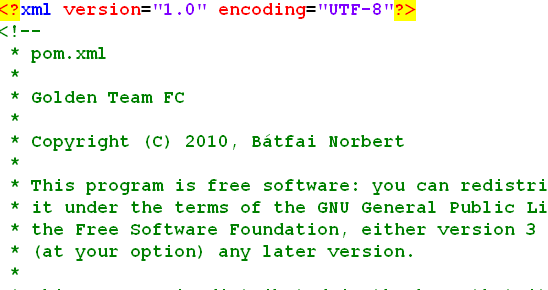 <?xml version="1.0" encoding="UTF-8"?>
<!--
 * pom.xml
 *
 * Golden Team FC
 *
 * Copyright (C) 2010, Bátfai Norbert
 *
 * This program is free software: you can redistri
 * it under the terms of the GNU General Public Li
 * the Free Software Foundation, either version 3
 * (at your option) any later version.
 *